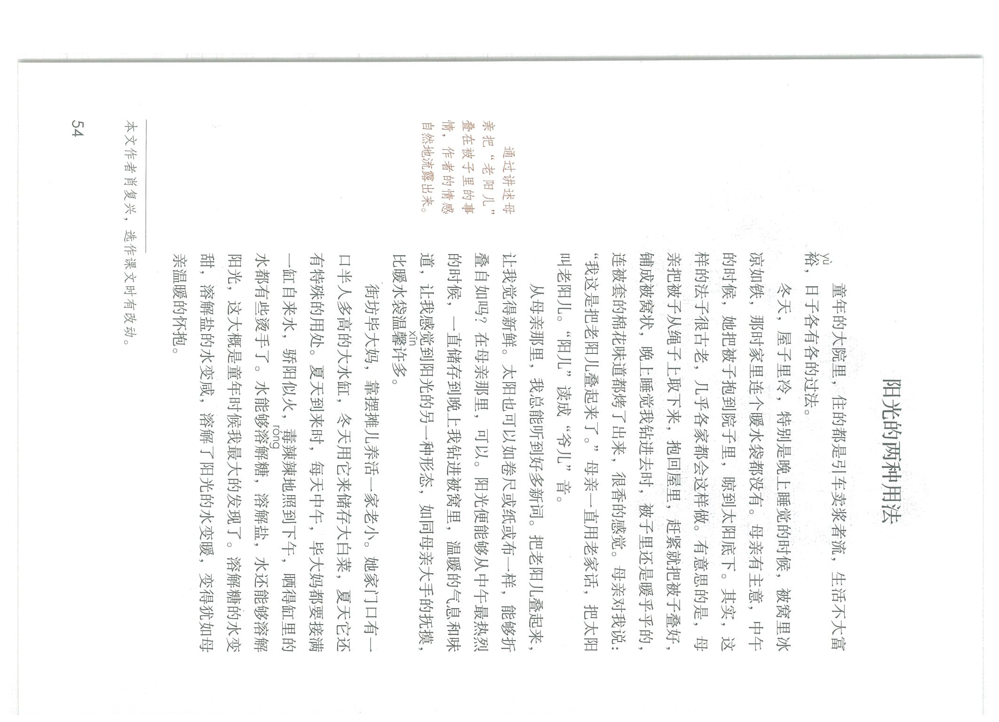 阳光的两种用法
童年的大院里，住的都是引车卖浆者流，生活不大富
yù
裕，日子各有各的过法。
冬天，屋子里冷，特别是晚上睡觉的时候，被窝里冰
凉如铁，那时家里连个暖水袋都没有。母亲有主意，中午
的时候，她把被子抱到院子里，晾到太阳底下。其实，这
样的法子很古老，几乎各家都会这样做。有意思的是，母
亲把被子从绳子上取下来，抱回屋里，赶紧就把被子叠好，
铺成被窝状，晚上睡觉我钻进去时，被子里还是暖乎乎的，
连被套的棉花味道都烤了出来，很香的感觉。母亲对我说：
“我这是把老阳儿叠起来了。”母亲一直用老家话，把太阳
叫老阳儿。“阳儿”读成“爷儿”音。
从母亲那里，我总能听到好多新词。把老阳儿叠起来，
让我觉得新鲜。太阳也可以如卷尺或纸或布一样，能够折
叠自如吗？在母亲那里，可以。阳光便能够从中午最热烈
的时候，一直储存到晚上我钻进被窝里，温暖的气息和味
道，让我感觉到阳光的另一种形态，如同母亲大手的抚摸，
xīn
比暖水袋温馨许多。
街坊毕大妈，靠摆摊儿养活一家老小。她家门口有一
口半人多高的大水缸，冬天用它来储存大白菜，夏天它还
有特殊的用处。夏天到来时，每天中午，毕大妈都要接满
一缸自来水，骄阳似火，毒辣辣地照到下午，晒得缸里的
róng
水都有些烫手了。水能够溶解糖，溶解盐，水还能够溶解
阳光，这大概是童年时候我最大的发现了。溶解糖的水变
甜，溶解盐的水变咸，溶解了阳光的水变暖，变得犹如母
亲温暖的怀抱。
通过讲述母
亲把“老阳儿”
叠在被子里的事
情，作者的情感
自然地流露出来。
本文作者肖复兴，选作课文时有改动。
54